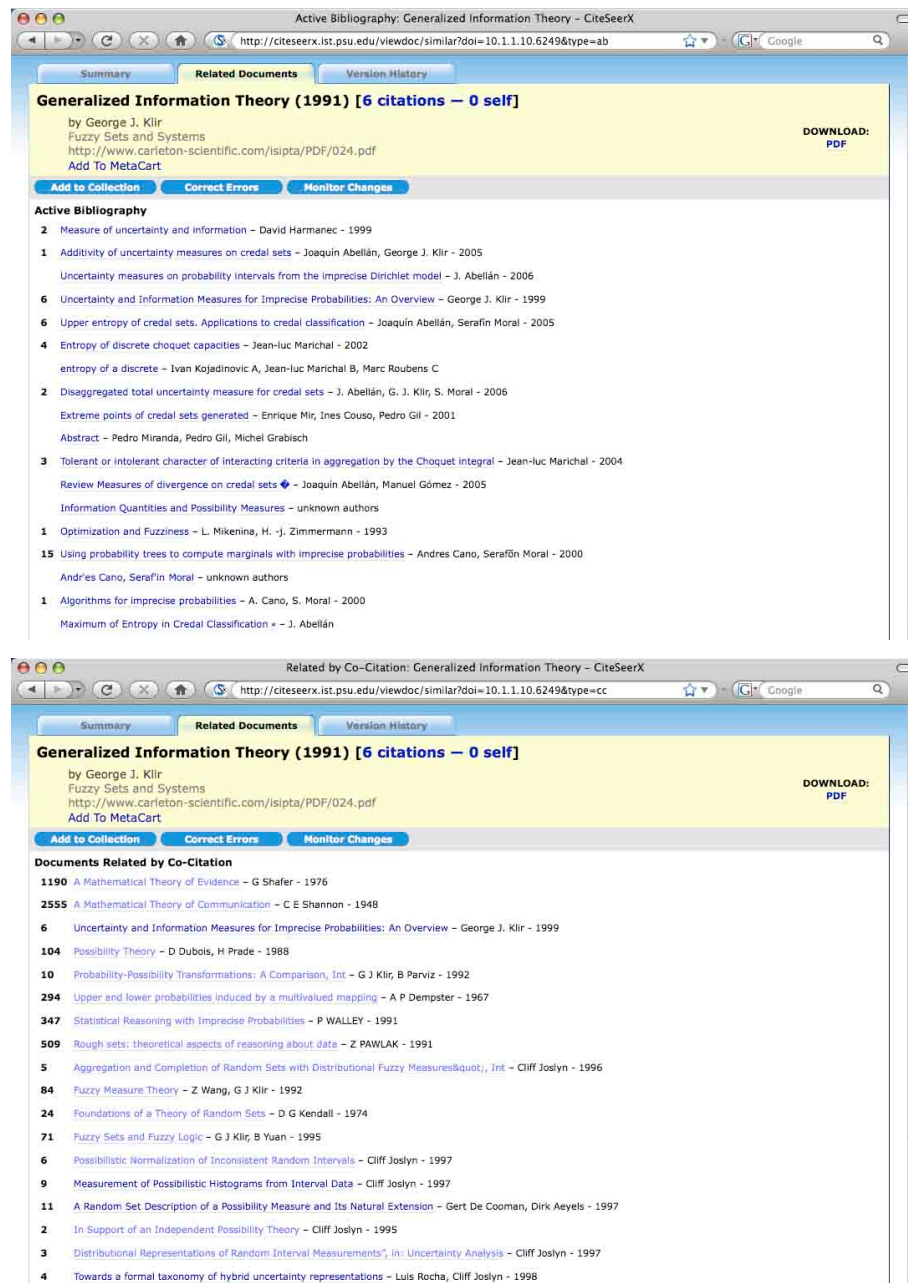 Active Bibliography: Generalized Information Theory – CiteSeerX
http://citeseerx.ist.psu.edu/viewdoc/similar?doi=10.1.1.10.6249&type=ab
Google
Summary Related Documents Version History
Generalized Information Theory (1991) [6 citations — 0 self]
by George J. Klir
Fuzzy Sets and Systems
http://www.carleton-scientific.com/isipta/PDF/024.pdf
Add To MetaCart
DOWNLOAD:
PDF
Add to Collection Correct Errors Monitor Changes
Active Bibliography
2 Measure of uncertainty and information – David Harmanec - 1999
1 Additivity of uncertainty measures on credal sets – Joaquín Abellán, George J. Klir - 2005
Uncertainty measures on probability intervals from the imprecise Dirichlet model – J. Abellán - 2006
6 Uncertainty and Information Measures for Imprecise Probabilities: An Overview – George J. Klir - 1999
6 Upper entropy of credal sets. Applications to credal classification – Joaquín Abellán, Serafín Moral - 2005
4 Entropy of discrete choquet capacities – Jean-luc Marichal - 2002
entropy of a discrete – Ivan Kojadinovic A, Jean-luc Marichal B, Marc Roubens C
2 Disaggregated total uncertainty measure for credal sets – J. Abellán, G. J. Klir, S. Moral - 2006
Extreme points of credal sets generated – Enrique Mir, Ines Couso, Pedro Gil - 2001
Abstract – Pedro Miranda, Pedro Gil, Michel Grabisch
3 Tolerant or intolerant character of interacting criteria in aggregation by the Choquet integral – Jean-luc Marichal - 2004
Review Measures of divergence on credal sets � – Joaquín Abellán, Manuel Gómez - 2005
Information Quantities and Possibility Measures – unknown authors
1 Optimization and Fuzziness – L. Mikenina, H. -j. Zimmermann - 1993
15 Using probability trees to compute marginals with imprecise probabilities – Andres Cano, Serafõn Moral - 2000
Andr'es Cano, Seraf'in Moral – unknown authors
1 Algorithms for imprecise probabilities – A. Cano, S. Moral - 2000
Maximum of Entropy in Credal Classification « – J. Abellán
Related by Co-Citation: Generalized Information Theory – CiteSeerX
http://citeseerx.ist.psu.edu/viewdoc/similar?doi=10.1.1.10.6249&type=cc
Google
Summary Related Documents Version History
Generalized Information Theory (1991) [6 citations — 0 self]
by George J. Klir
Fuzzy Sets and Systems
http://www.carleton-scientific.com/isipta/PDF/024.pdf
Add To MetaCart
DOWNLOAD:
PDF
Add to Collection Correct Errors Monitor Changes
Documents Related by Co-Citation
1190 A Mathematical Theory of Evidence – G Shafer - 1976
2555 A Mathematical Theory of Communication – C E Shannon - 1948
6 Uncertainty and Information Measures for Imprecise Probabilities: An Overview – George J. Klir - 1999
104 Possibility Theory – D Dubois, H Prade - 1988
10 Probability-Possibility Transformations: A Comparison, Int – G J Klir, B Parviz - 1992
294 Upper and lower probabilities induced by a multivalued mapping – A P Dempster - 1967
347 Statistical Reasoning with Imprecise Probabilities – P WALLEY - 1991
509 Rough sets: theoretical aspects of reasoning about data – Z PAWLAK - 1991
5 Aggregation and Completion of Random Sets with Distributional Fuzzy Measures&quot;, Int – Cliff Joslyn - 1996
84 Fuzzy Measure Theory – Z Wang, G J Klir - 1992
24 Foundations of a Theory of Random Sets – D G Kendall - 1974
71 Fuzzy Sets and Fuzzy Logic – G J Klir, B Yuan - 1995
6 Possibilistic Normalization of Inconsistent Random Intervals – Cliff Joslyn - 1997
9 Measurement of Possibilistic Histograms from Interval Data – Cliff Joslyn - 1997
11 A Random Set Description of a Possibility Measure and Its Natural Extension – Gert De Cooman, Dirk Aeyels - 1997
2 In Support of an Independent Possibility Theory – Cliff Joslyn - 1995
3 Distributional Representations of Random Interval Measurements", in: Uncertainty Analysis – Cliff Joslyn - 1997
4 Towards a formal taxonomy of hybrid uncertainty representations – Luis Rocha, Cliff Joslyn - 1998